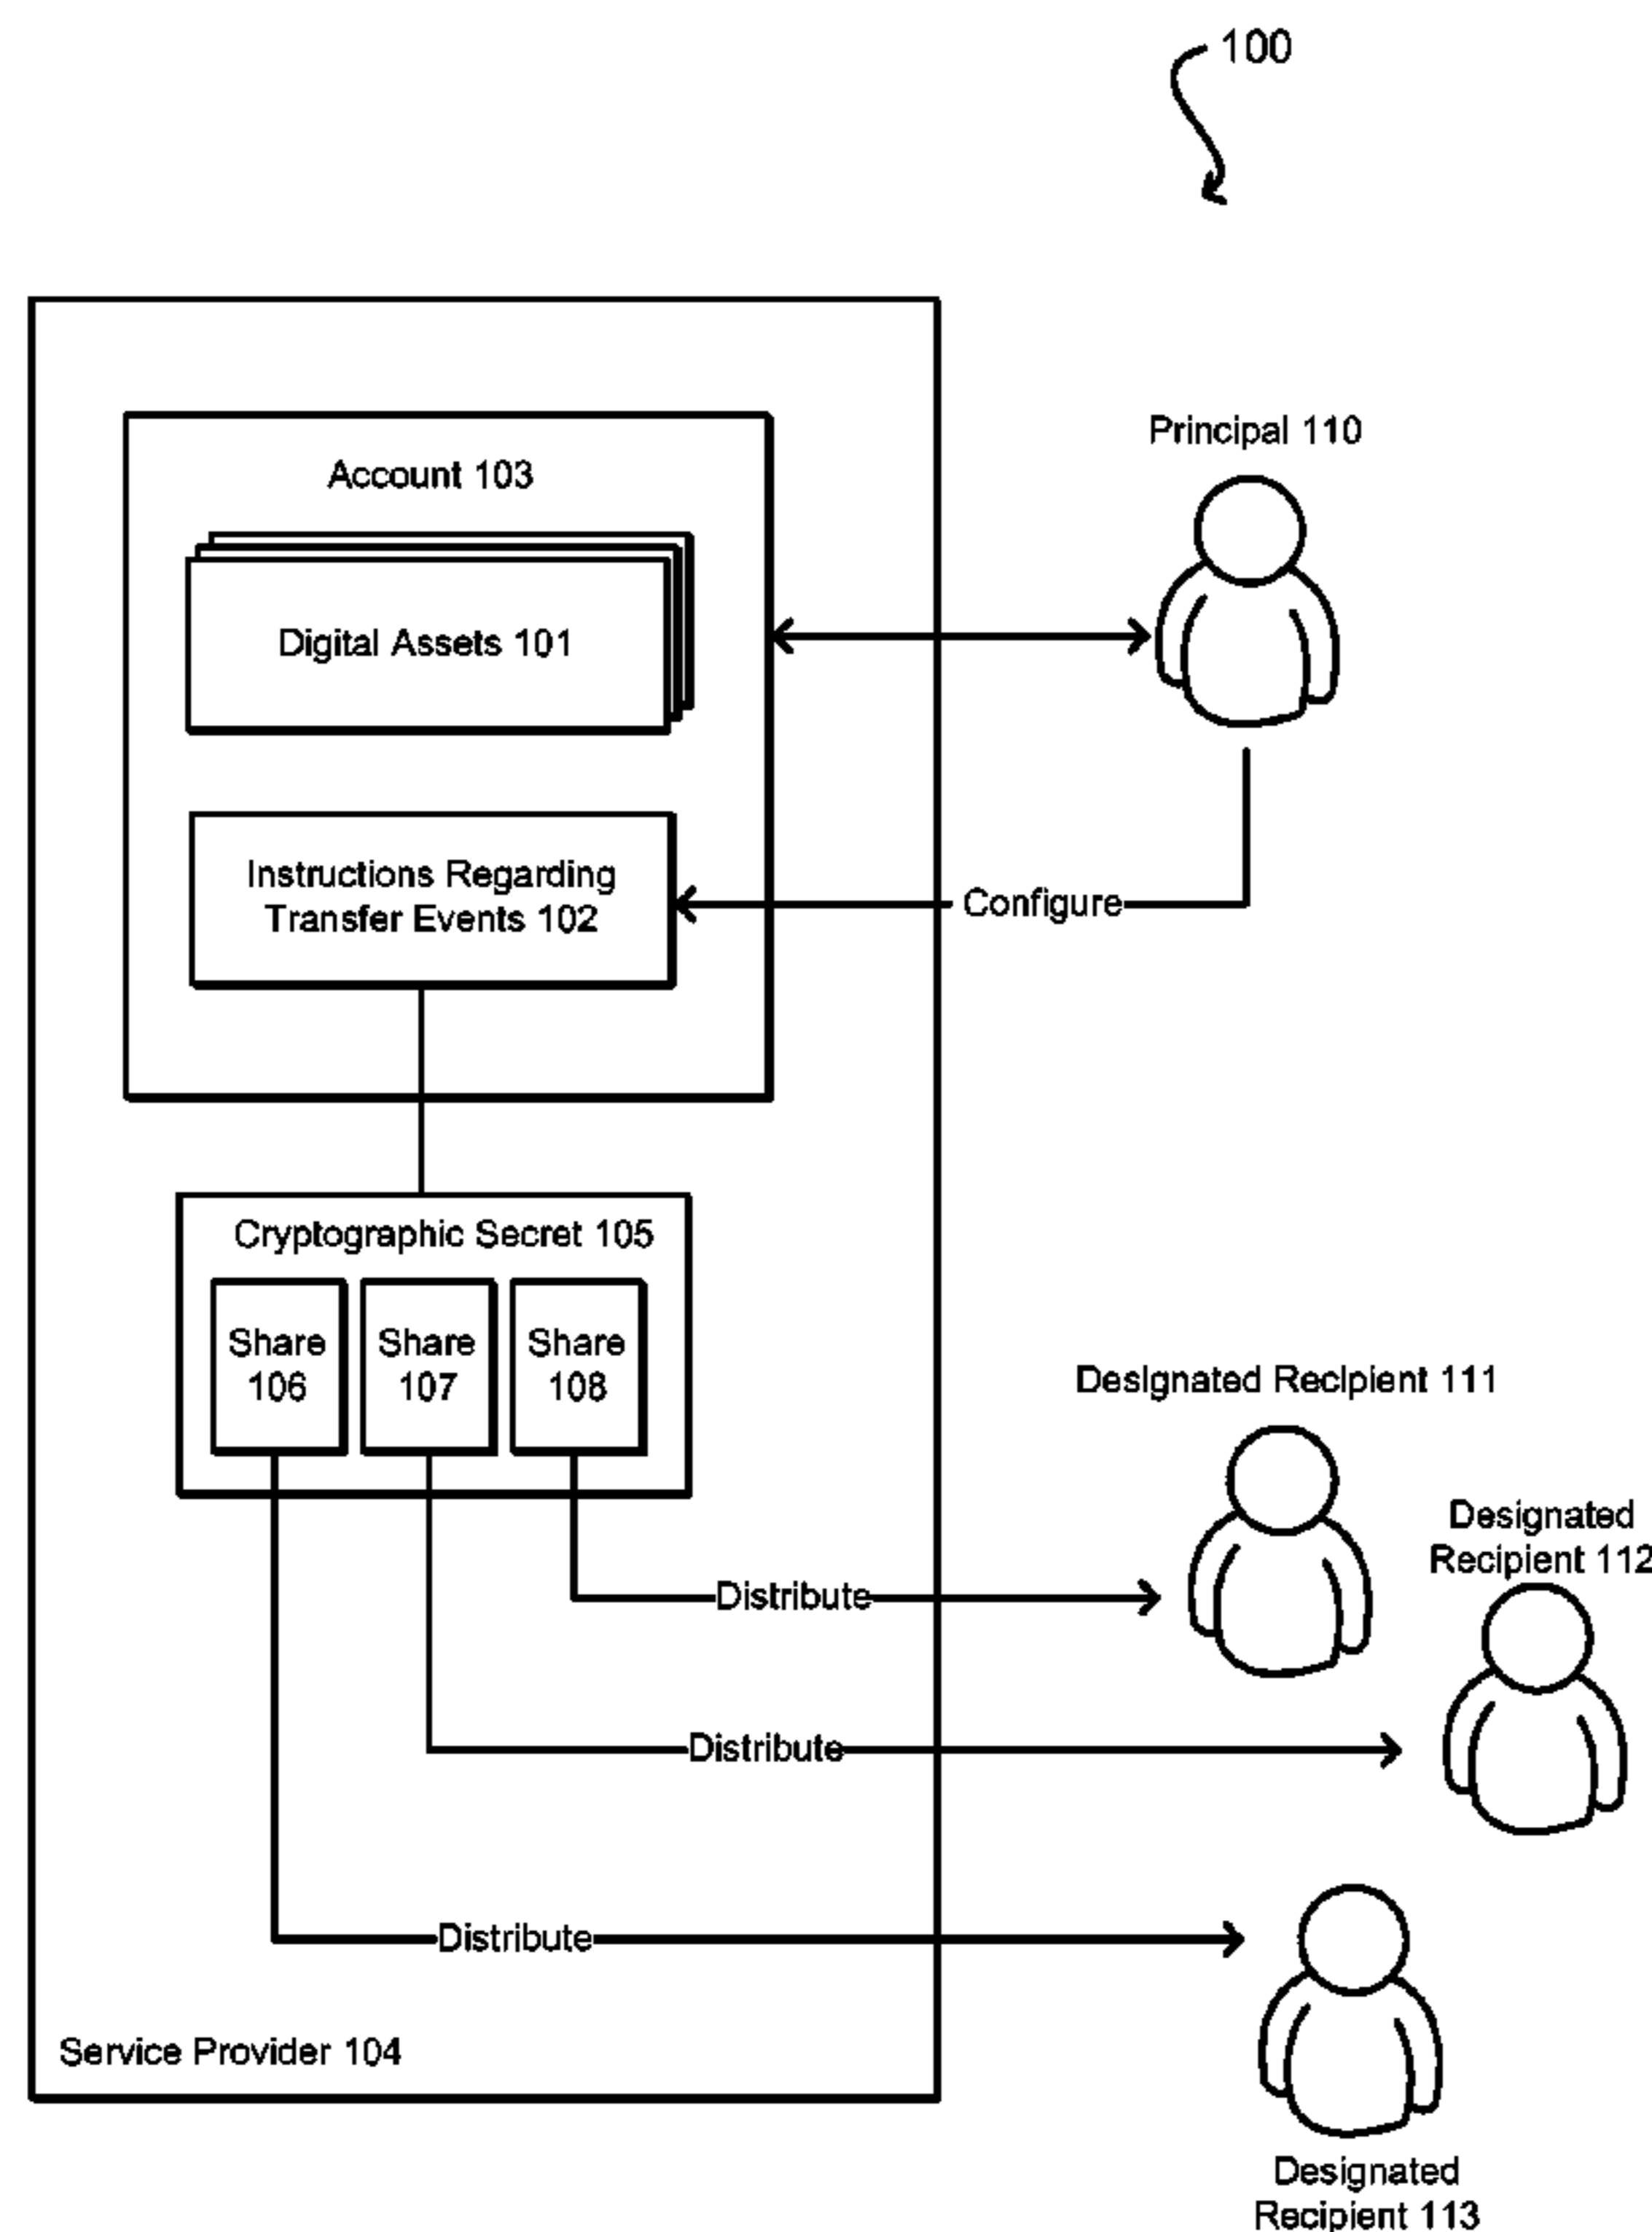 100
Principal 110
Account 103
Digital Assets 101
Instructions Regarding
Transfer Events 102
Configure
Cryptographic Secret 105
Share
106
Share
107
Share
108
Designated Recipient 111
Designated
Recipient 112
Distribute
Distribute
Distribute
Service Provider 104
Designated
Recipient 113